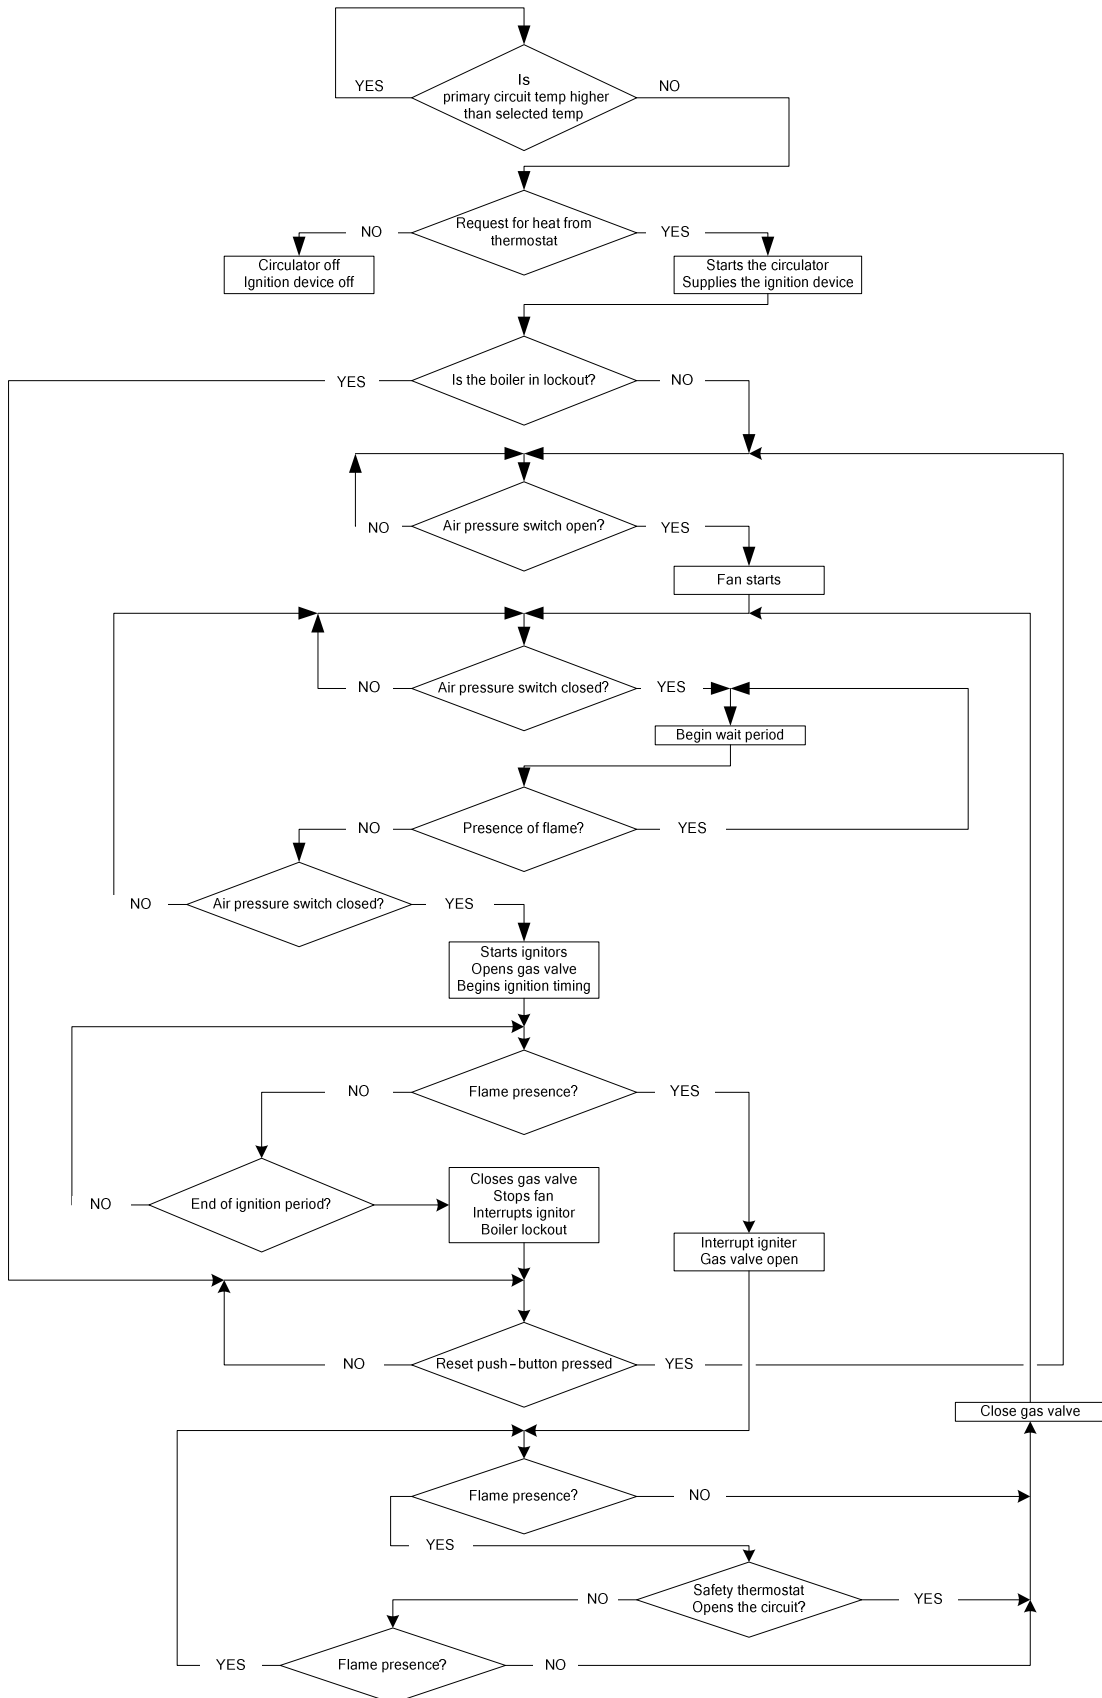 Is
primary circuit temp higher
than selected temp
YES
NO
Request for heat from
thermostat
NO
YES
Circulator off
Ignition device off
Starts the circulator
Supplies the ignition device
Is the boiler in lockout?
YES
NO
Air pressure switch open?
NO
YES
Fan starts
Air pressure switch closed?
NO
YES
Begin wait period
Presence of flame?
NO
YES
Air pressure switch closed?
NO
YES
Starts ignitors
Opens gas valve
Begins ignition timing
Flame presence?
NO
YES
End of ignition period?
NO
Closes gas valve
Stops fan
Interrupts ignitor
Boiler lockout
Interrupt igniter
Gas valve open
Reset push-button pressed
NO
YES
Close gas valve
Flame presence?
NO
YES
Safety thermostat
Opens the circuit?
NO
YES
Flame presence?
YES
NO